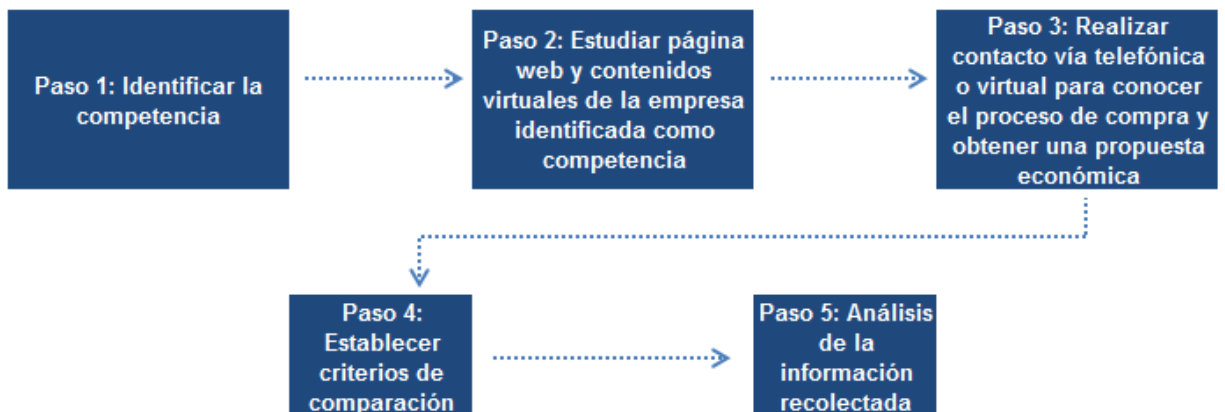 Paso 1: Identificar la
competencia
Paso 2: Estudiar página
web y contenidos
virtuales de la empresa
identificada como
competencia
Paso 3: Realizar
contacto vía telefónica
o virtual para conocer
el proceso de compra y
obtener una propuesta
económica
Paso 4:
Establecer
criterios de
comparación
Paso 5: Análisis
de la
información
recolectada